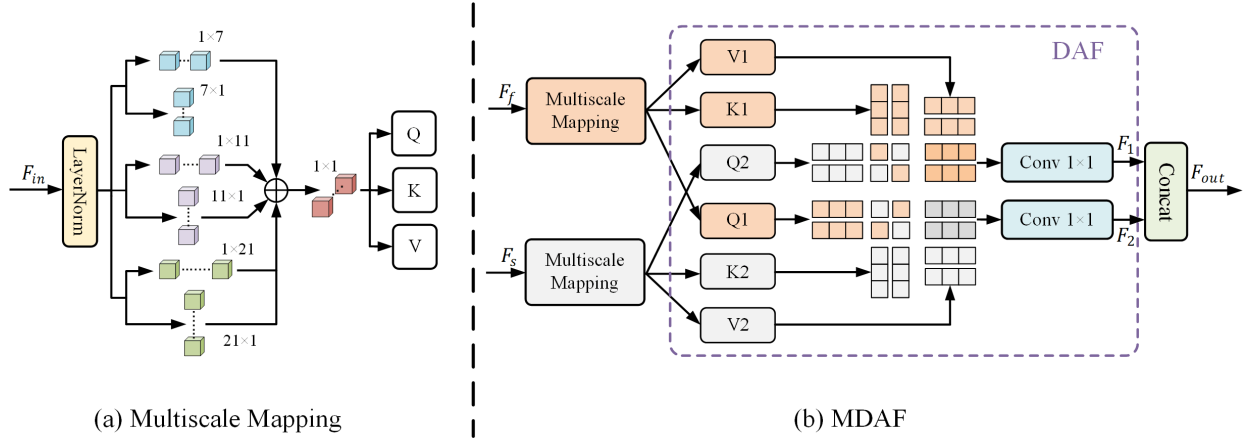 1×7
7×1
1×11
11×1
1×21
21×1
F_in
LayerNorm
1×1
Q
K
V
(a) Multiscale Mapping
DAF
F_f
Multiscale
Mapping
F_s
Multiscale
Mapping
V1
K1
Q2
Q1
K2
V2
Conv 1×1
Conv 1×1
F_1
F_2
Concat
F_out
(b) MDAF